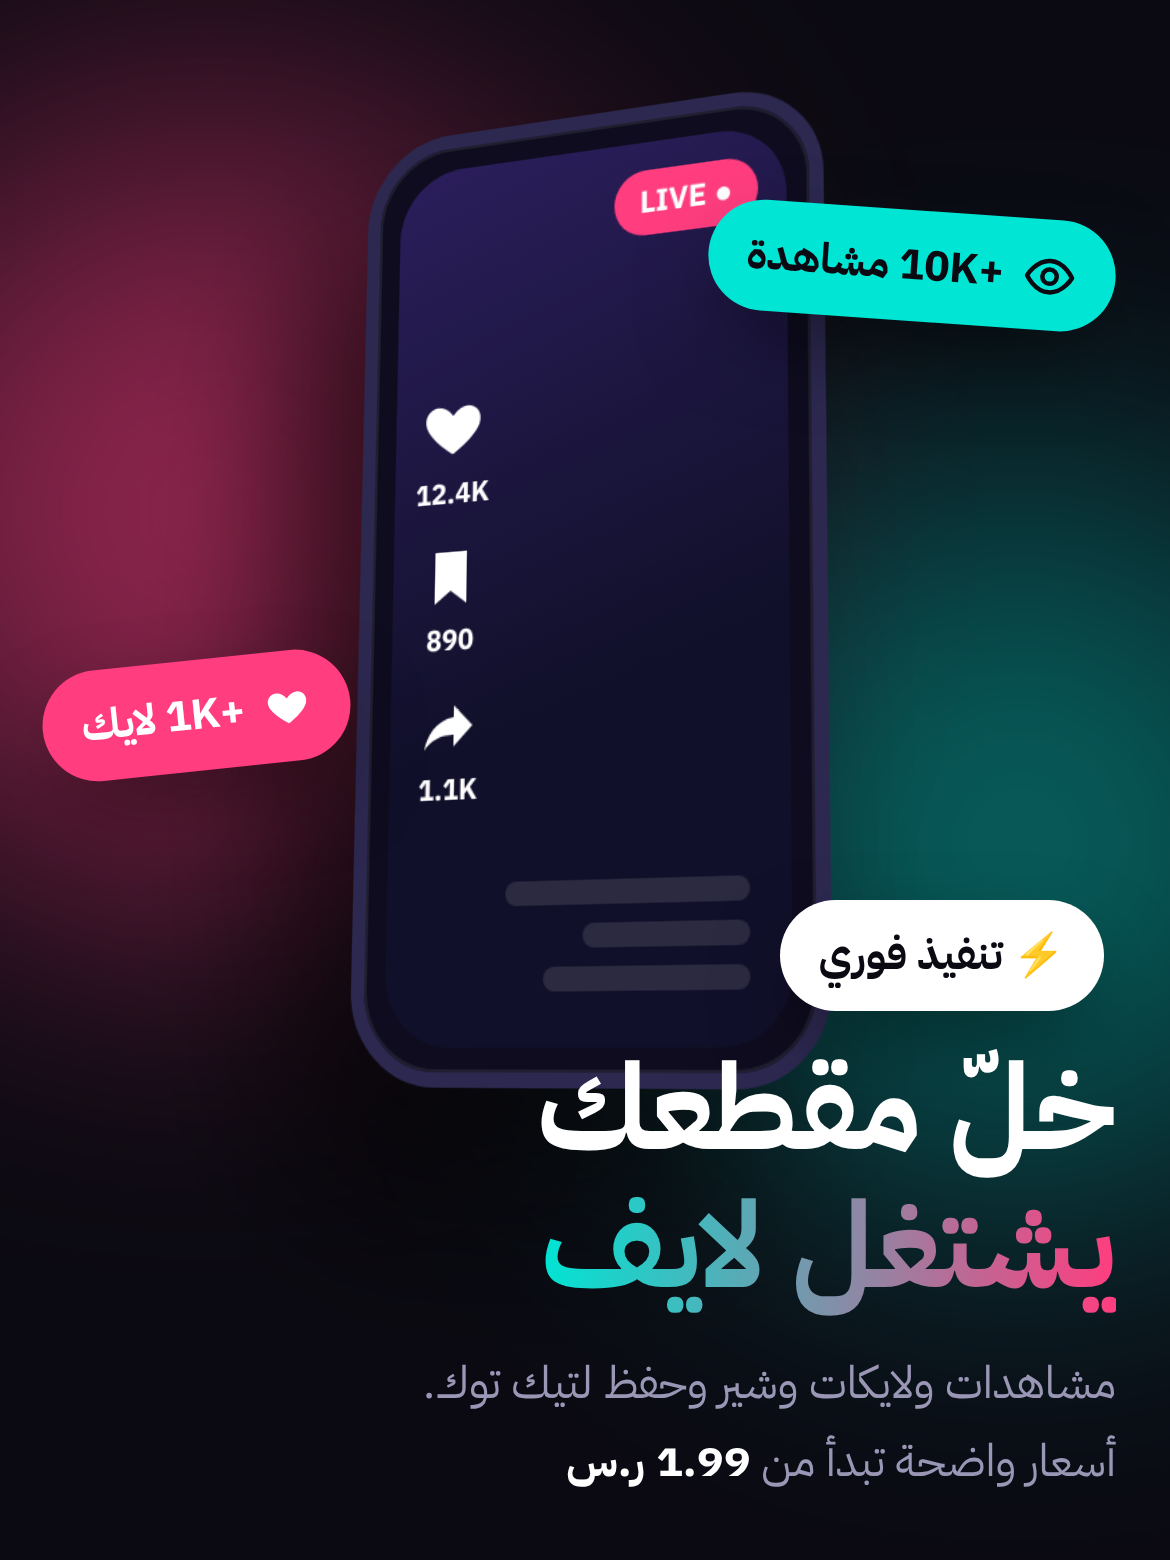 LIVE
+10K مشاهدة
12.4K
890
+1K لايك
1.1K
تنفيذ فوري
خلّ مقطعك
يشتغل لايف
مشاهدات ولايكات وشير وحفظ لتيك توك.
أسعار واضحة تبدأ من 1.99 ر.س